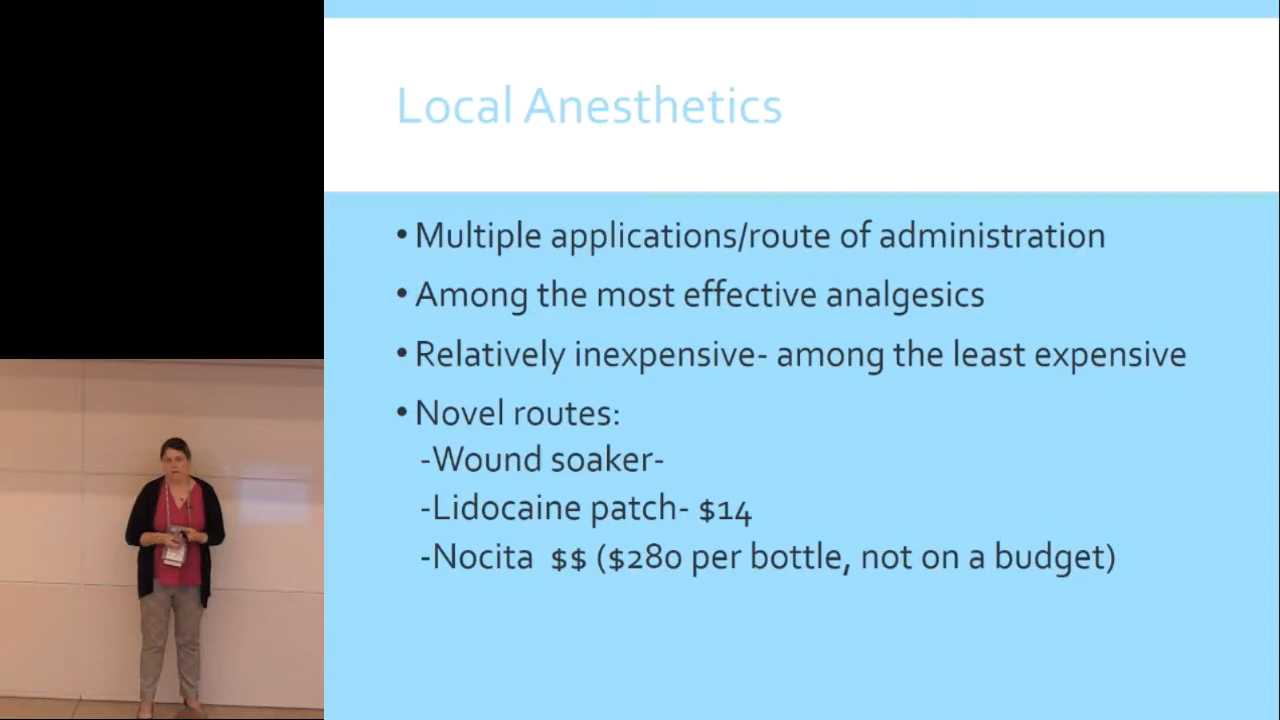 Local Anesthetics
• Multiple applications/route of administration
• Among the most effective analgesics
• Relatively inexpensive- among the least expensive
• Novel routes:
-Wound soaker-
-Lidocaine patch- $14
-Nocita $$ ($280 per bottle, not on a budget)